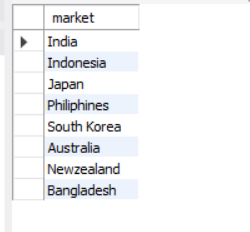 market
India
Indonesia
Japan
Philiphines
South Korea
Australia
Newzealand
Bangladesh